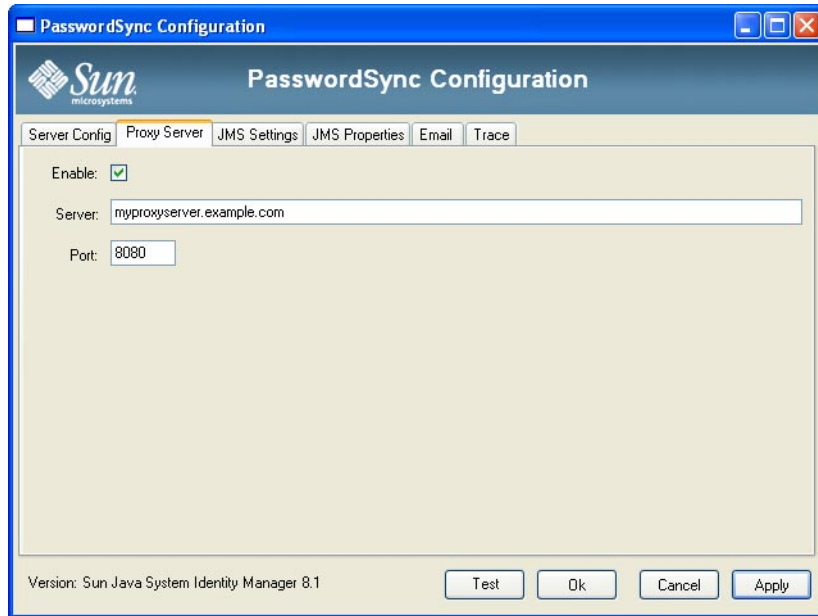 PasswordSync Configuration
Sun
microsystems
PasswordSync Configuration
Server Config Proxy Server JMS Settings JMS Properties Email Trace
Enable:
Server: myproxyserver.example.com
Port: 8080
Version: Sun Java System Identity Manager 8.1
Test Ok Cancel Apply